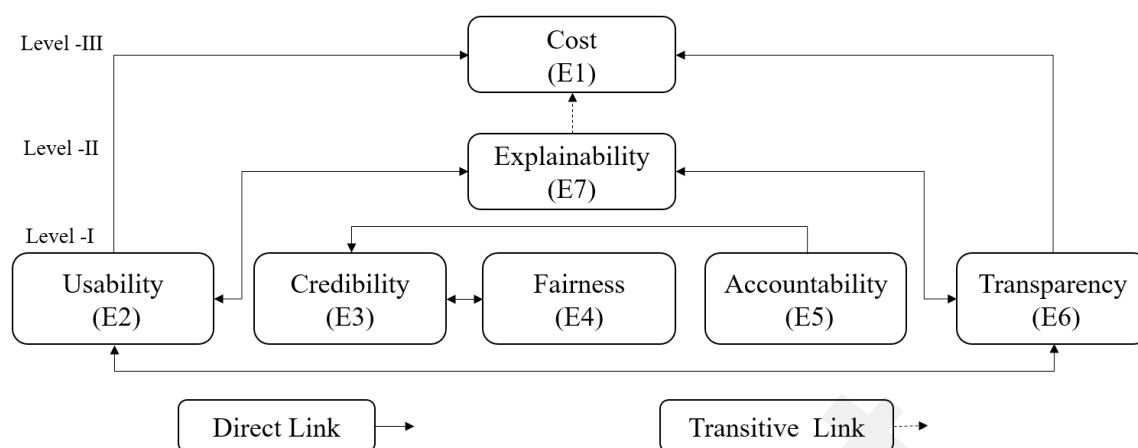 Level -III
Cost
(E1)
Level -II
Explainability
(E7)
Level -I
Usability
(E2)
Credibility
(E3)
Fairness
(E4)
Accountability
(E5)
Transparency
(E6)
Direct Link
Transitive Link